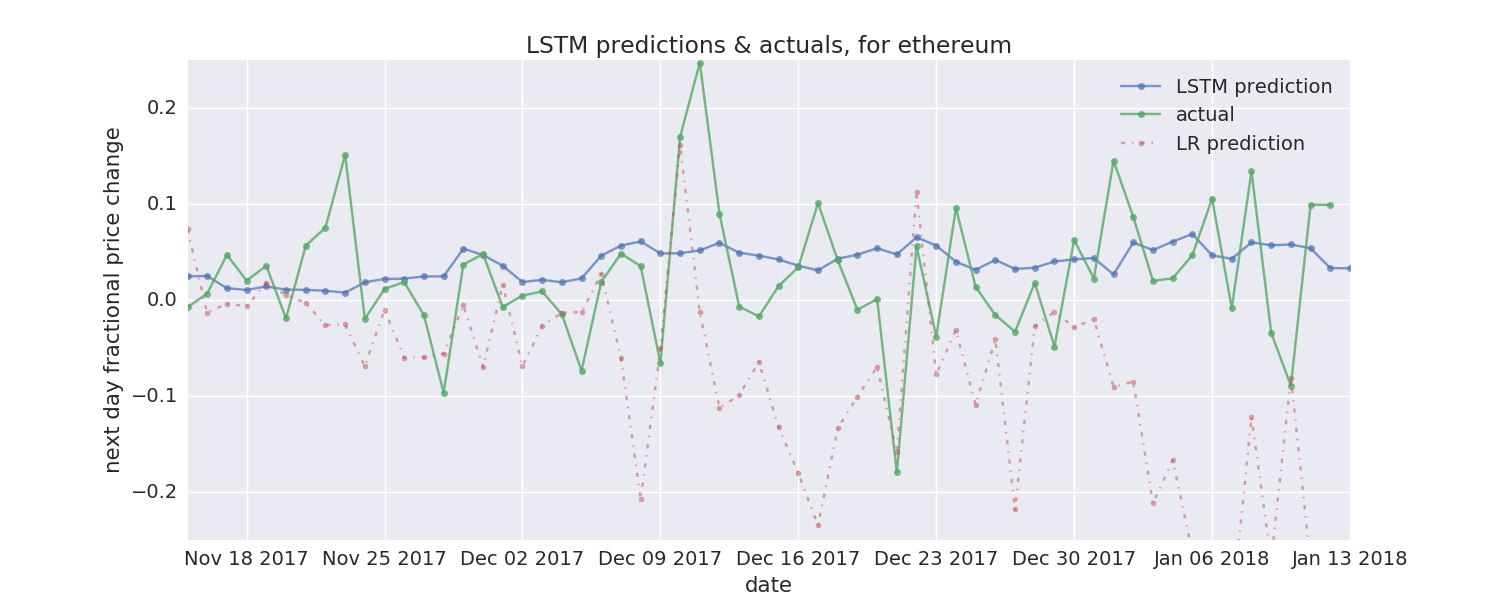 LSTM predictions & actuals, for ethereum
LSTM prediction
actual
LR prediction
next day fractional price change
0.2
0.1
0.0
−0.1
−0.2
Nov 18 2017 Nov 25 2017 Dec 02 2017 Dec 09 2017 Dec 16 2017 Dec 23 2017 Dec 30 2017 Jan 06 2018 Jan 13 2018
date